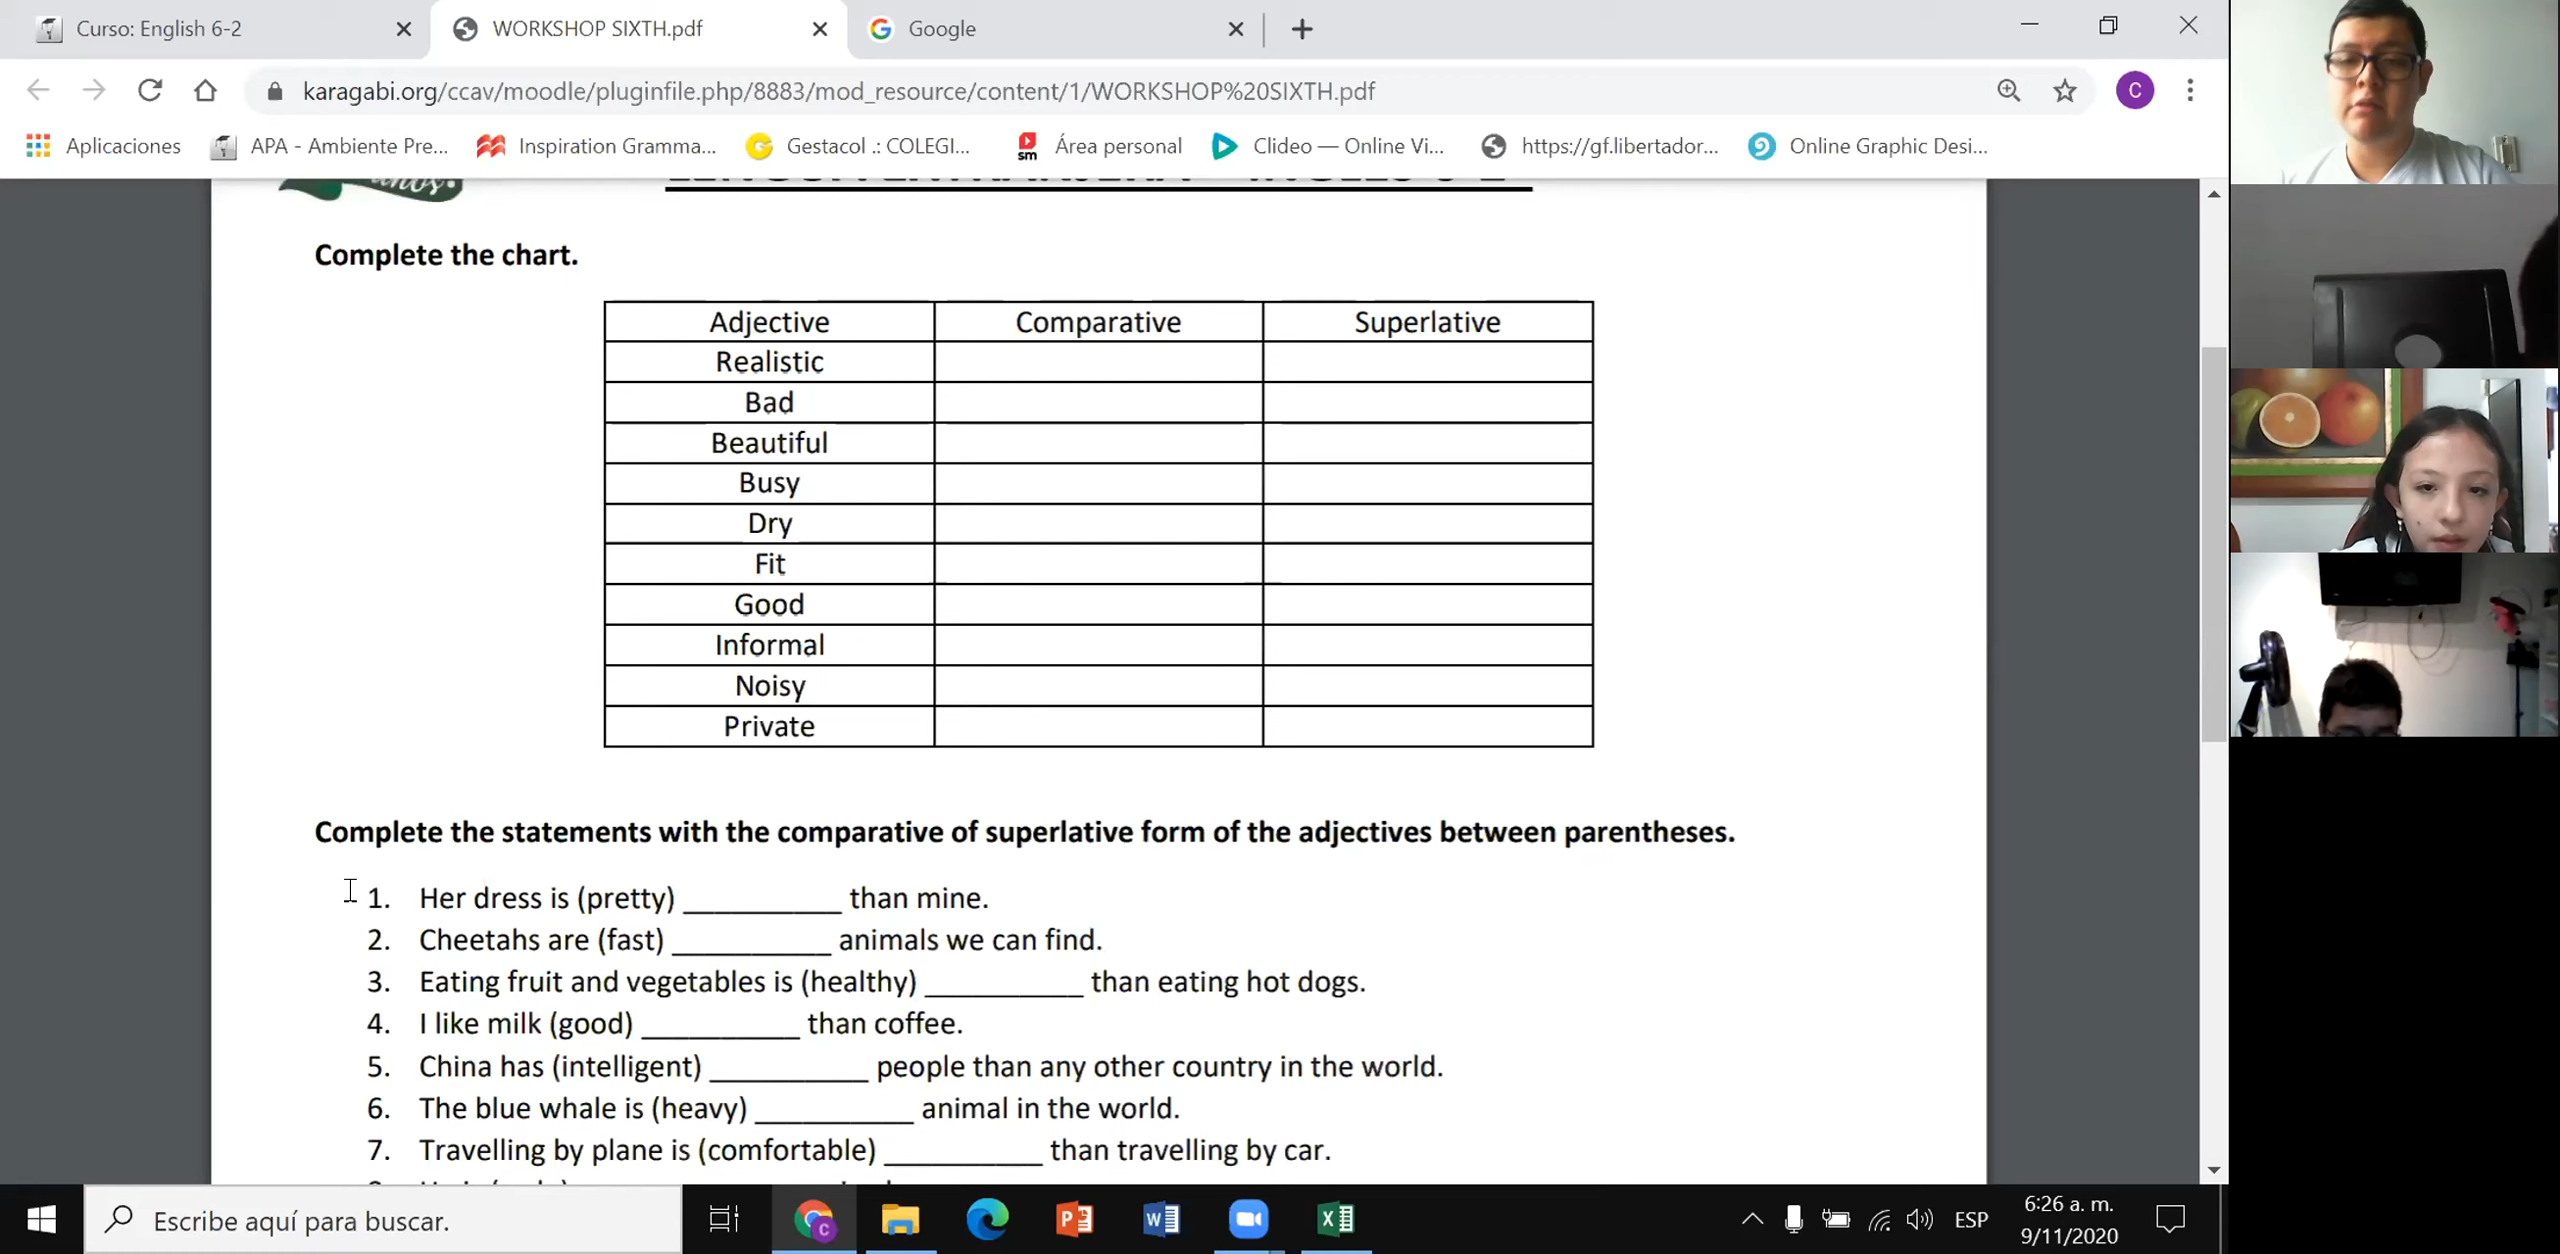 Curso: English 6-2
WORKSHOP SIXTH.pdf
Google
karagabi.org/ccav/moodle/pluginfile.php/8883/mod_resource/content/1/WORKSHOP%20SIXTH.pdf
C
Aplicaciones
APA - Ambiente Pre...
Inspiration Gramma...
Gestacol .: COLEGI...
sm
Área personal
Clideo — Online Vi...
https://gf.libertador...
Online Graphic Desi...
Complete the chart.
Adjective Comparative Superlative
Realistic
Bad
Beautiful
Busy
Dry
Fit
Good
Informal
Noisy
Private
Complete the statements with the comparative of superlative form of the adjectives between parentheses.
1. Her dress is (pretty) __________ than mine.
2. Cheetahs are (fast) __________ animals we can find.
3. Eating fruit and vegetables is (healthy) __________ than eating hot dogs.
4. I like milk (good) __________ than coffee.
5. China has (intelligent) __________ people than any other country in the world.
6. The blue whale is (heavy) __________ animal in the world.
7. Travelling by plane is (comfortable) __________ than travelling by car.
Escribe aquí para buscar.
ESP
6:26 a. m.
9/11/2020